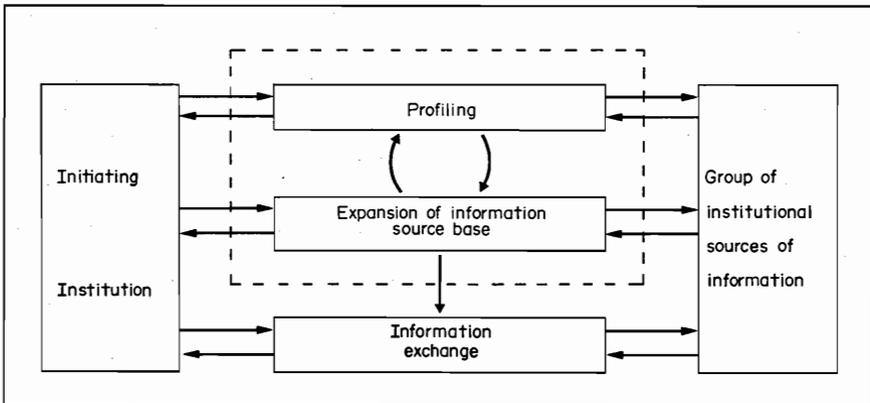 Initiating
Institution
Profiling
Expansion of information
source base
Information
exchange
Group of
institutional
sources of
information